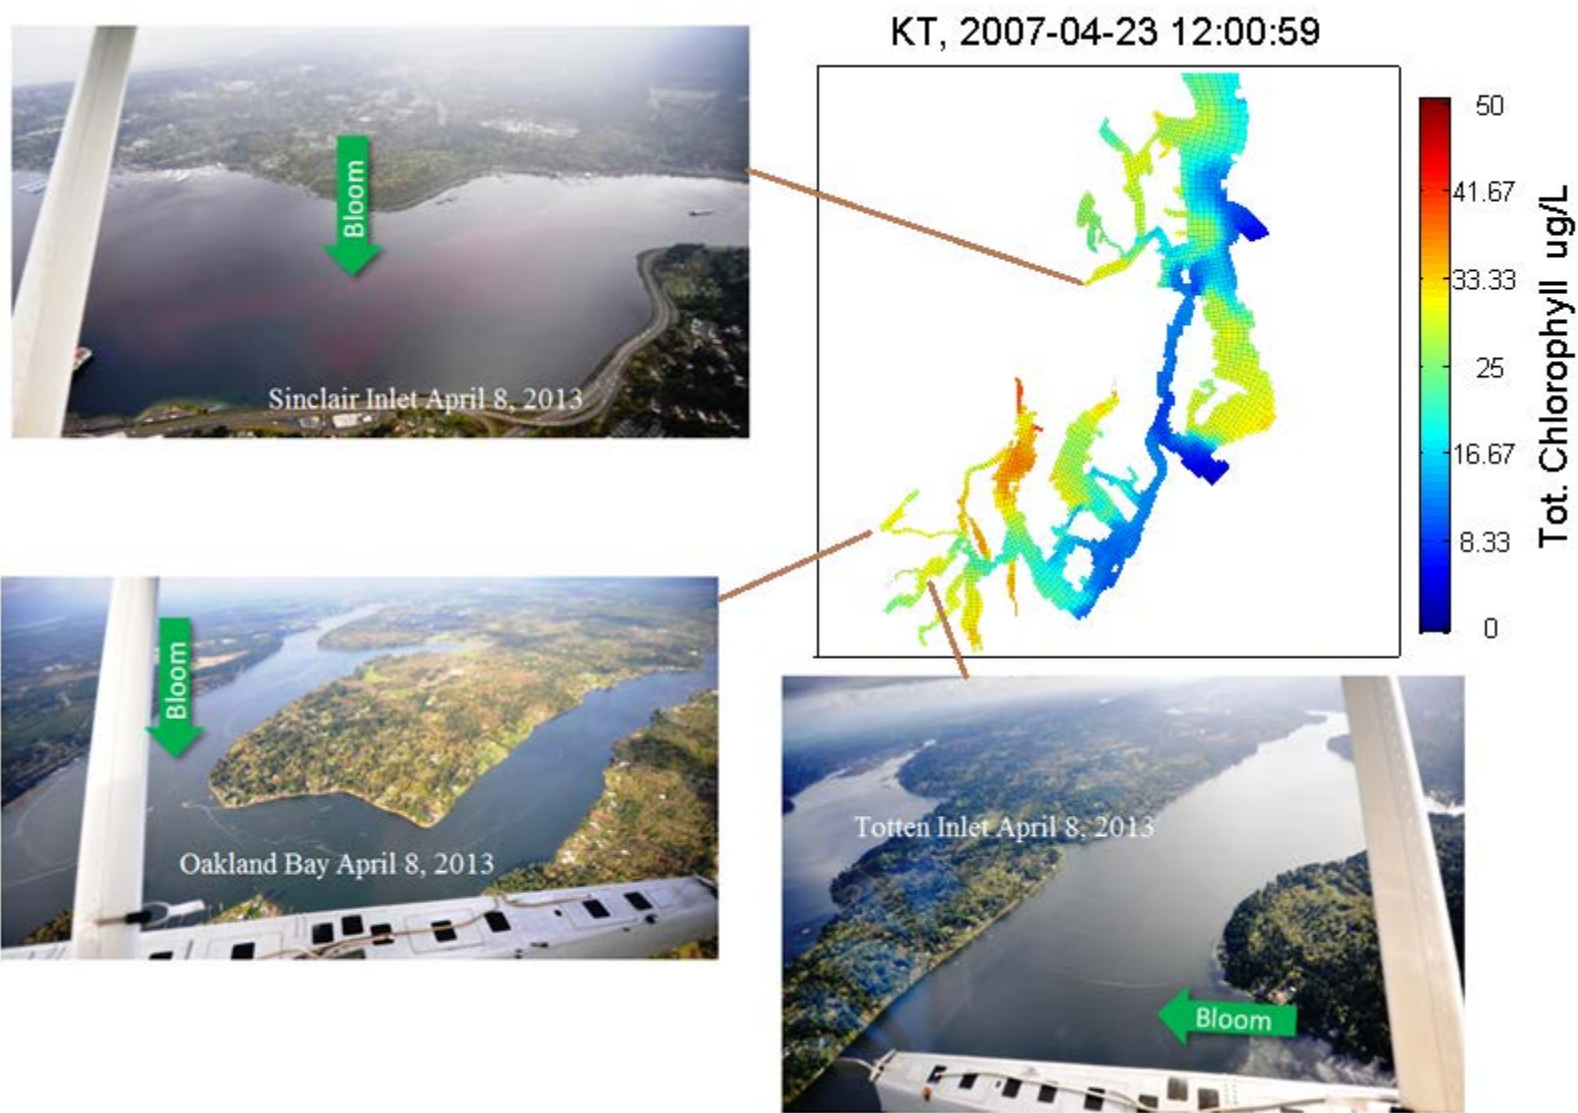 KT, 2007-04-23 12:00:59
Bloom
Sinclair Inlet April 8, 2013
50
41.67
33.33
25
16.67
8.33
0
Tot. Chlorophyll ug/L
Bloom
Oakland Bay April 8, 2013
Totten Inlet April 8, 2013
Bloom